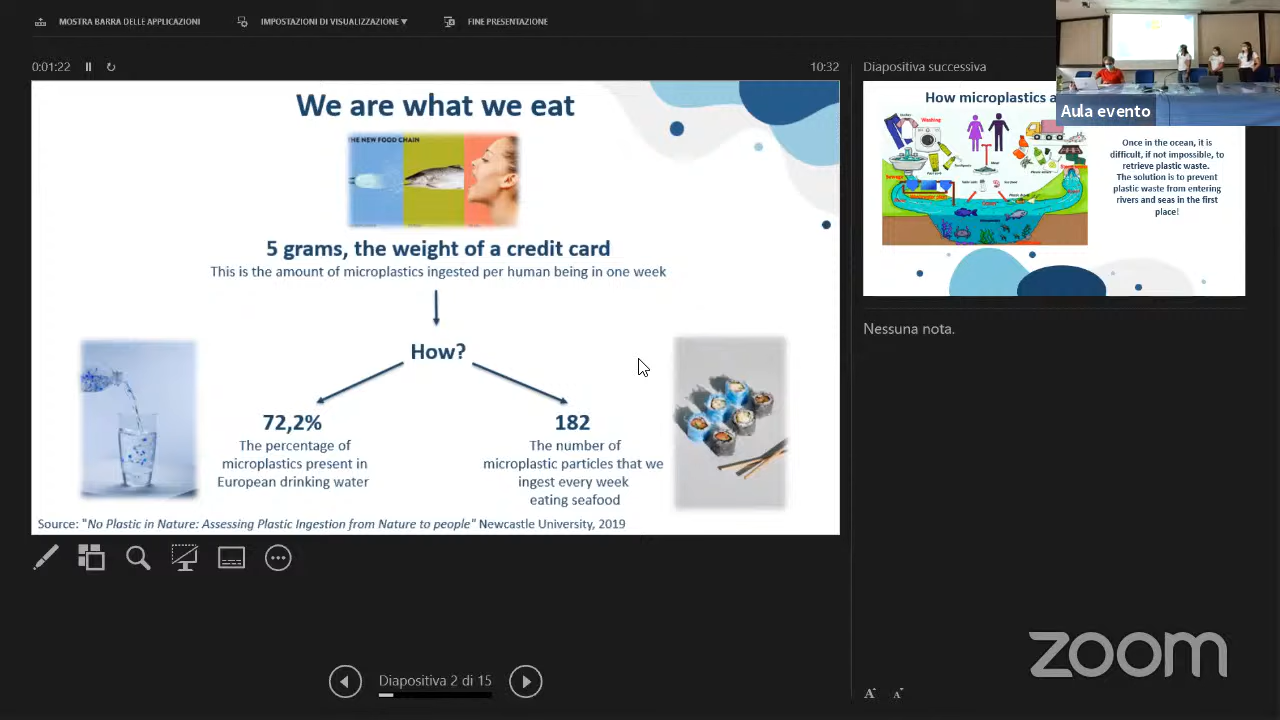 MOSTRA BARRA DELLE APPLICAZIONI
IMPOSTAZIONI DI VISUALIZZAZIONE ▼
FINE PRESENTAZIONE
0:01:22
10:32
We are what we eat
THE NEW FOOD CHAIN
5 grams, the weight of a credit card
This is the amount of microplastics ingested per human being in one week
How?
72,2%
The percentage of
microplastics present in
European drinking water
182
The number of
microplastic particles that we
ingest every week
eating seafood
Source: "No Plastic in Nature: Assessing Plastic Ingestion from Nature to people" Newcastle University, 2019
Diapositiva 2 di 15
Diapositiva successiva
Aula evento
How microplastics a
Washing
Once in the ocean, it is
difficult, if not impossible, to
retrieve plastic waste.
The solution is to prevent
plastic waste from entering
rivers and seas in the first
place!
Nessuna nota.
A A
zoom